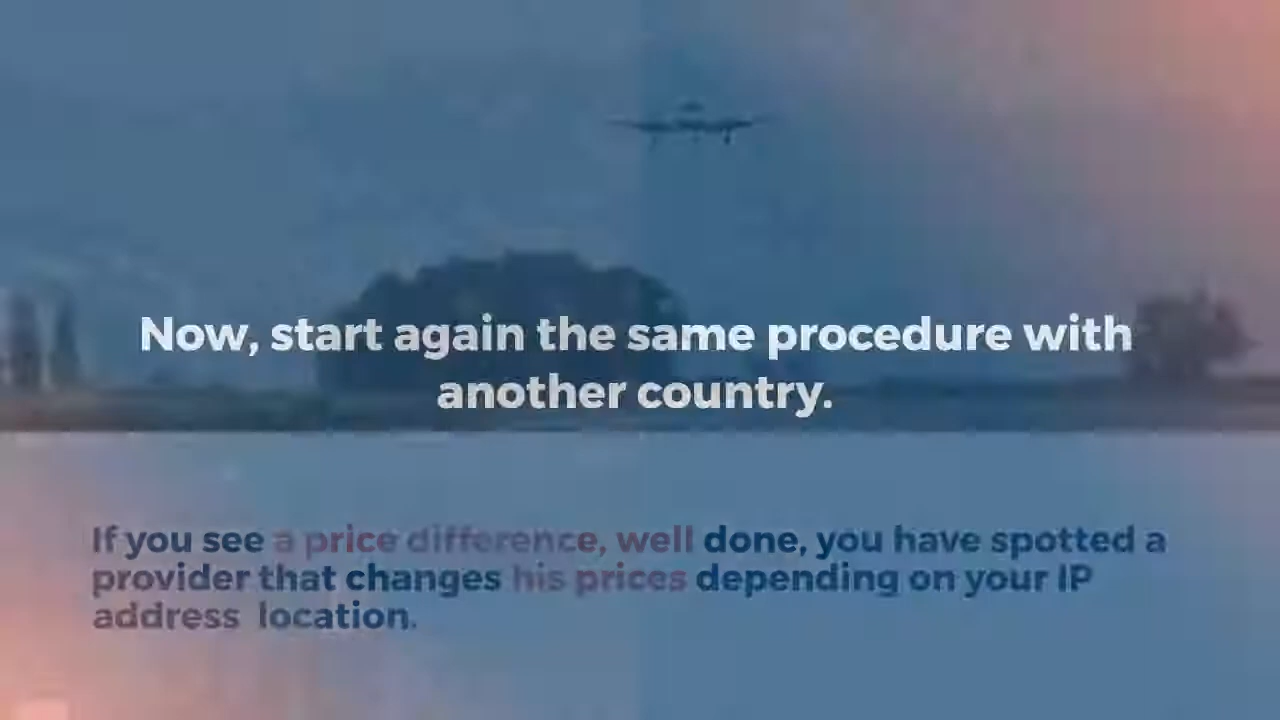 Now, start again the same procedure with
another country.
If you see a price difference, well done, you have spotted a
provider that changes his prices depending on your IP
address location.